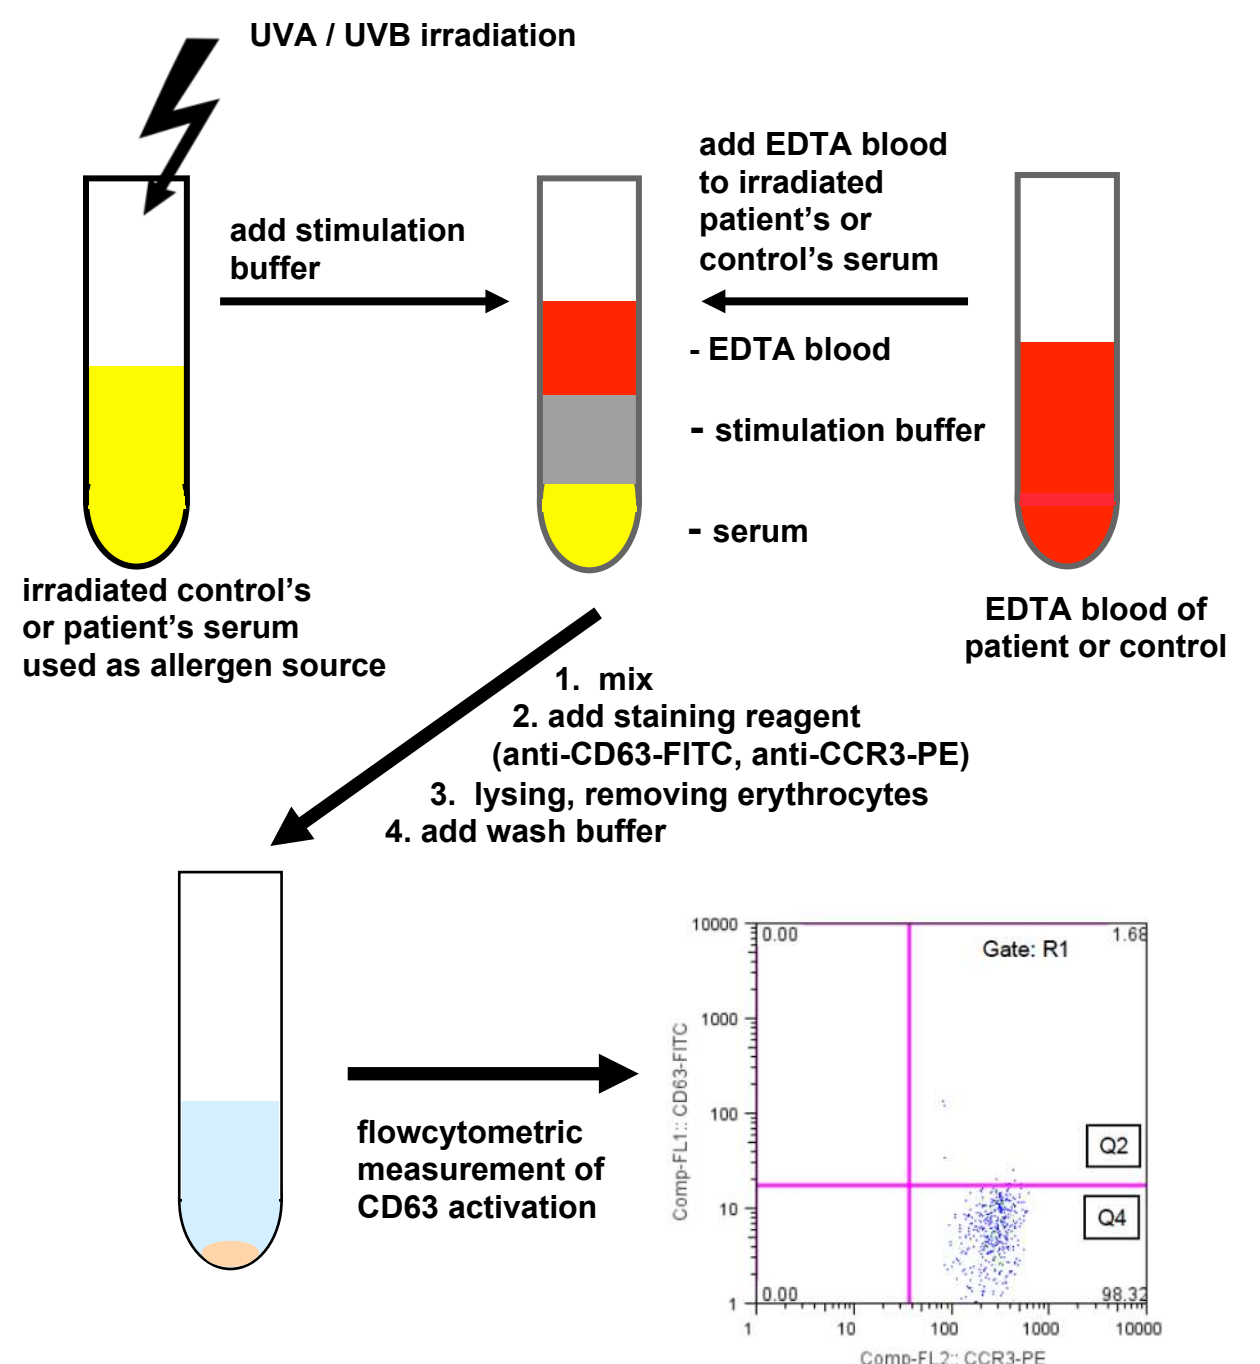 UVA / UVB irradiation
add EDTA blood
to irradiated
patient's or
control's serum
add stimulation
buffer
- EDTA blood
- stimulation buffer
- serum
irradiated control's
or patient's serum
used as allergen source
EDTA blood of
patient or control
1. mix
2. add staining reagent
(anti-CD63-FITC, anti-CCR3-PE)
3. lysing, removing erythrocytes
4. add wash buffer
flowcytometric
measurement of
CD63 activation
Comp-FL1:: CD63-FITC
10000
1000
100
10
1
0.00
1.68
Gate: R1
Q2
Q4
0.00
98.32
1
10
100
1000
10000
Comp-FL2:: CCR3-PE